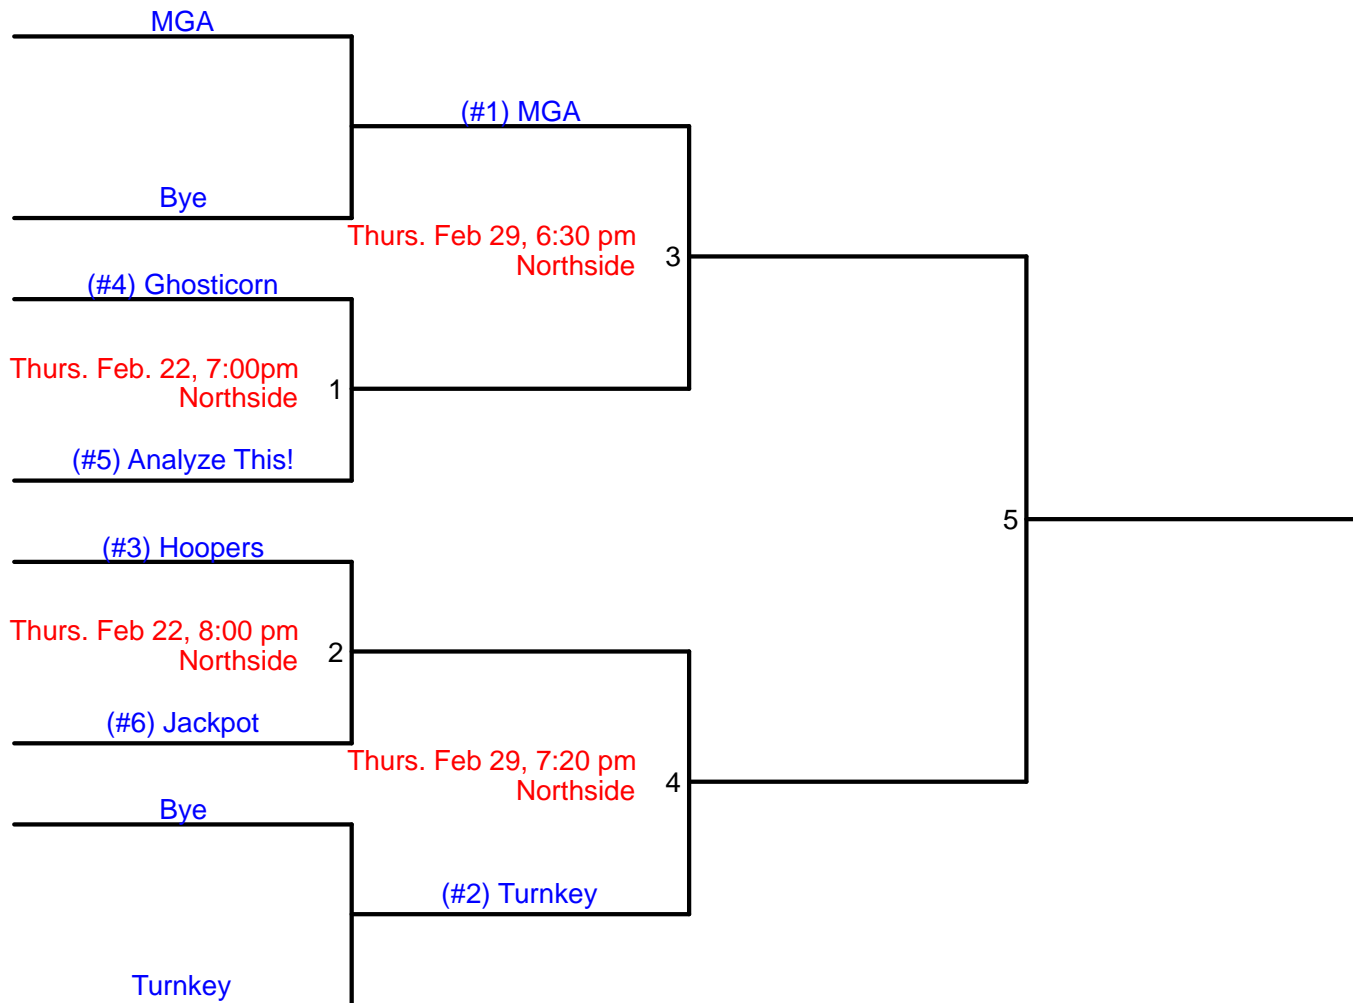 MGA
(#1) MGA
Bye
Thurs. Feb 29, 6:30 pm
Northside
3
(#4) Ghosticorn
Thurs. Feb. 22, 7:00pm
Northside
1
(#5) Analyze This!
5
(#3) Hoopers
Thurs. Feb 22, 8:00 pm
Northside
2
(#6) Jackpot
Thurs. Feb 29, 7:20 pm
Northside
4
Bye
(#2) Turnkey
Turnkey